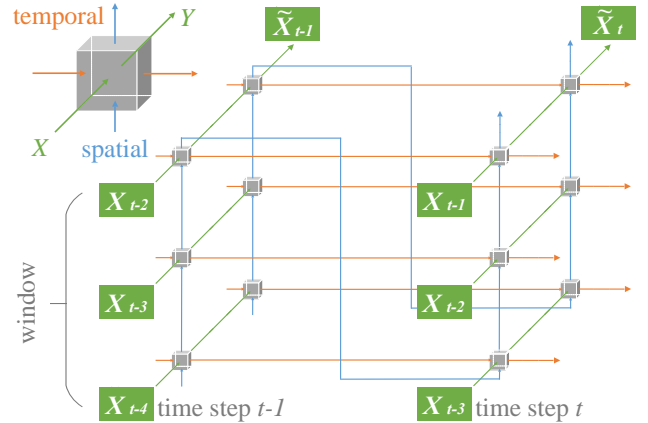 temporal
Y
X
spatial
X̃ t-1
X̃ t
X t-2
X t-1
window
X t-3
X t-2
X t-4
time step t-1
X t-3
time step t